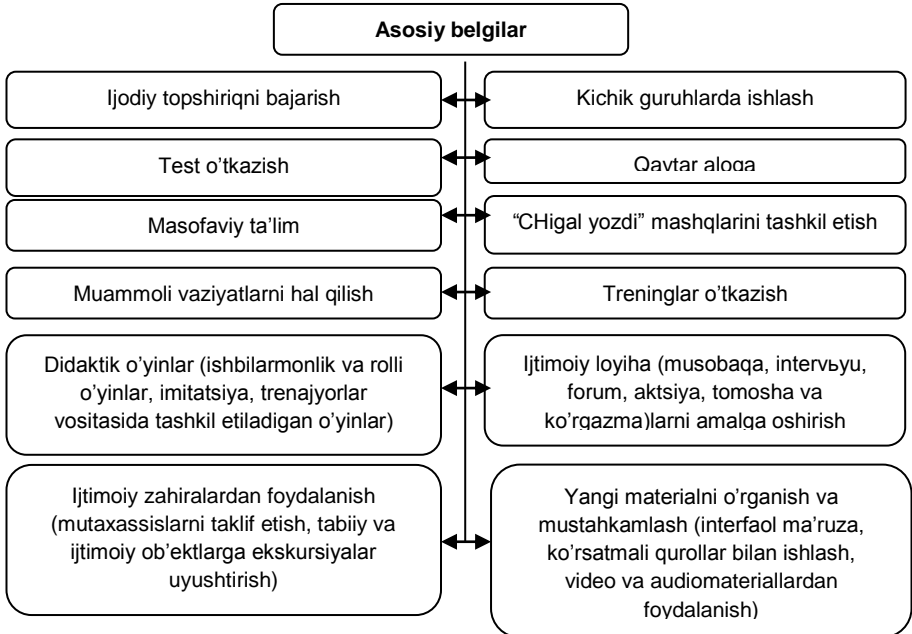 Asosiy belgilar
Ijodiy topshiriqni bajarish
Kichik guruhlarda ishlash
Test o’tkazish
Qaytar aloqa
Masofaviy ta’lim
“CHigal yozdi” mashqlarini tashkil etish
Muammoli vaziyatlarni hal qilish
Treninglar o’tkazish
Didaktik o’yinlar (ishbilarmonlik va rolli
o’yinlar, imitatsiya, trenajyorlar
vositasida tashkil etiladigan o’yinlar)
Ijtimoiy loyiha (musobaqa, intervьyu,
forum, aktsiya, tomosha va
ko’rgazma)larni amalga oshirish
Ijtimoiy zahiralardan foydalanish
(mutaxassislarni taklif etish, tabiiy va
ijtimoiy ob’ektlarga ekskursiyalar
uyushtirish)
Yangi materialni o’rganish va
mustahkamlash (interfaol ma’ruza,
ko’rsatmali qurollar bilan ishlash,
video va audiomateriallardan
foydalanish)